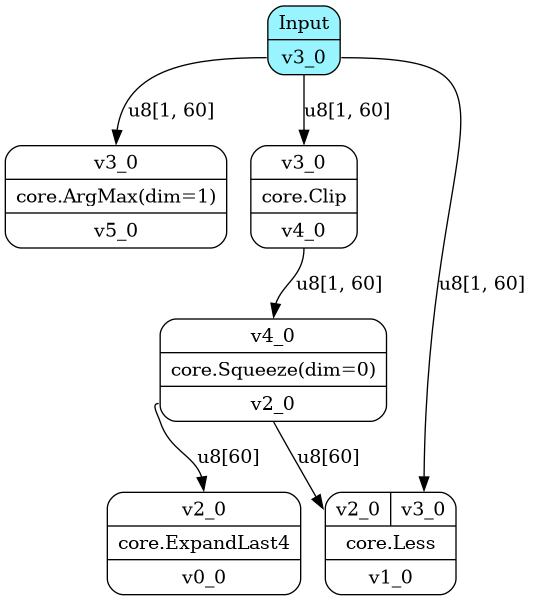 Input
v3_0
u8[1, 60]
u8[1, 60]
u8[1, 60]
v3_0
core.ArgMax(dim=1)
v5_0
v3_0
core.Clip
v4_0
u8[1, 60]
v4_0
core.Squeeze(dim=0)
v2_0
u8[60]
u8[60]
v2_0
core.ExpandLast4
v0_0
v2_0 v3_0
core.Less
v1_0